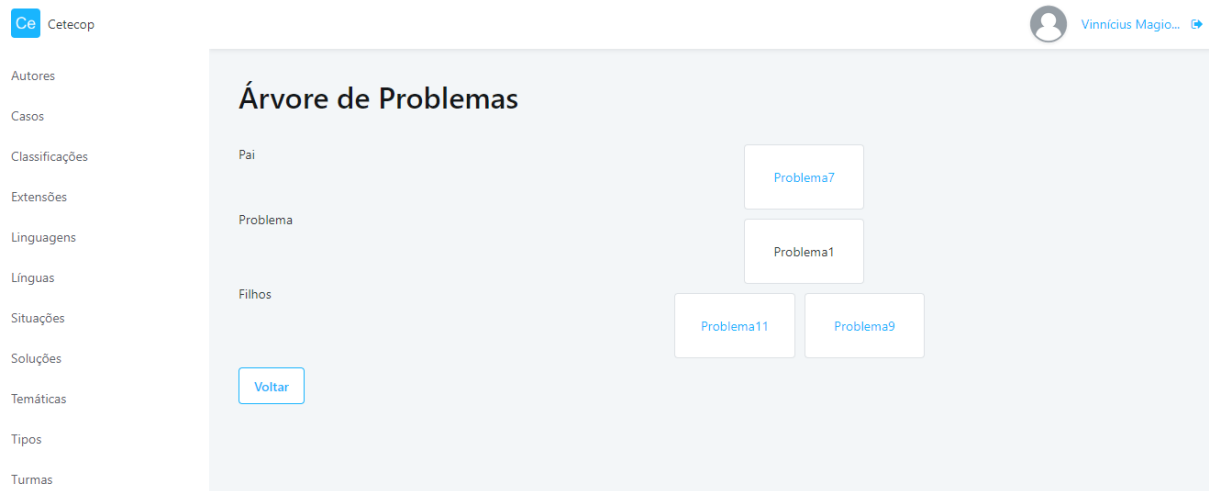 Ce Cetecop
Vinnícius Magio...
Autores
Casos
Classificações
Extensões
Linguagens
Línguas
Situações
Soluções
Temáticas
Tipos
Turmas
Árvore de Problemas
Pai
Problema7
Problema
Problema1
Filhos
Problema11 Problema9
Voltar